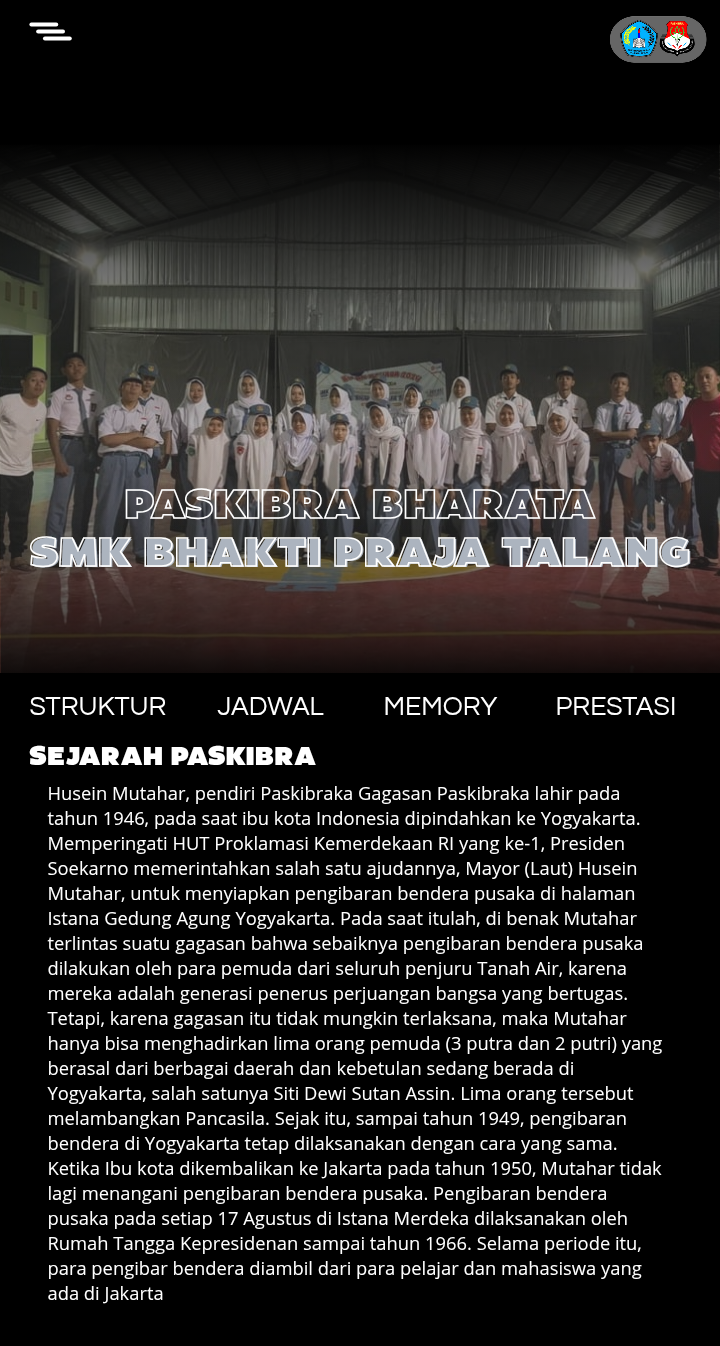 PASKIBRA BHARATA
SMK BHAKTI PRAJA TALANG
STRUKTUR JADWAL MEMORY PRESTASI
SEJARAH PASKIBRA
Husein Mutahar, pendiri Paskibraka Gagasan Paskibraka lahir pada
tahun 1946, pada saat ibu kota Indonesia dipindahkan ke Yogyakarta.
Memperingati HUT Proklamasi Kemerdekaan RI yang ke-1, Presiden
Soekarno memerintahkan salah satu ajudannya, Mayor (Laut) Husein
Mutahar, untuk menyiapkan pengibaran bendera pusaka di halaman
Istana Gedung Agung Yogyakarta. Pada saat itulah, di benak Mutahar
terlintas suatu gagasan bahwa sebaiknya pengibaran bendera pusaka
dilakukan oleh para pemuda dari seluruh penjuru Tanah Air, karena
mereka adalah generasi penerus perjuangan bangsa yang bertugas.
Tetapi, karena gagasan itu tidak mungkin terlaksana, maka Mutahar
hanya bisa menghadirkan lima orang pemuda (3 putra dan 2 putri) yang
berasal dari berbagai daerah dan kebetulan sedang berada di
Yogyakarta, salah satunya Siti Dewi Sutan Assin. Lima orang tersebut
melambangkan Pancasila. Sejak itu, sampai tahun 1949, pengibaran
bendera di Yogyakarta tetap dilaksanakan dengan cara yang sama.
Ketika Ibu kota dikembalikan ke Jakarta pada tahun 1950, Mutahar tidak
lagi menangani pengibaran bendera pusaka. Pengibaran bendera
pusaka pada setiap 17 Agustus di Istana Merdeka dilaksanakan oleh
Rumah Tangga Kepresidenan sampai tahun 1966. Selama periode itu,
para pengibar bendera diambil dari para pelajar dan mahasiswa yang
ada di Jakarta